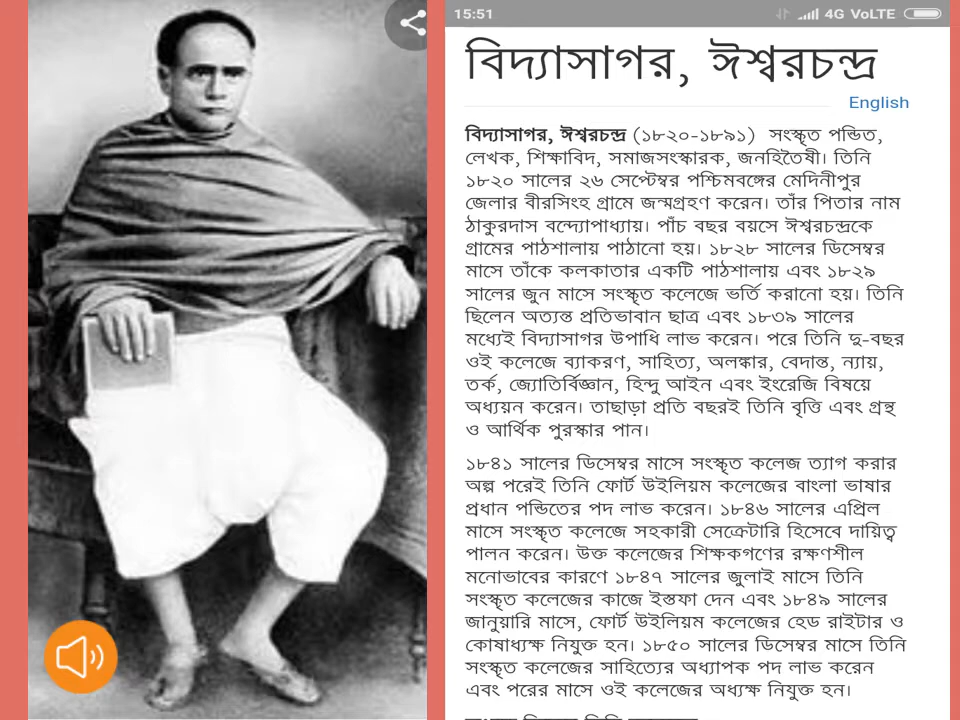 15:51
4G VoLTE
বিদ্যাসাগর, ঈশ্বরচন্দ্র
English
বিদ্যাসাগর, ঈশ্বরচন্দ্র (১৮২০-১৮৯১) সংস্কৃত পন্ডিত,
লেখক, শিক্ষাবিদ, সমাজসংস্কারক, জনহিতৈষী। তিনি
১৮২০ সালের ২৬ সেপ্টেম্বর পশ্চিমবঙ্গের মেদিনীপুর
জেলার বীরসিংহ গ্রামে জন্মগ্রহণ করেন। তাঁর পিতার নাম
ঠাকুরদাস বন্দ্যোপাধ্যায়। পাঁচ বছর বয়সে ঈশ্বরচন্দ্রকে
গ্রামের পাঠশালায় পাঠানো হয়। ১৮২৮ সালের ডিসেম্বর
মাসে তাঁকে কলকাতার একটি পাঠশালায় এবং ১৮২৯
সালের জুন মাসে সংস্কৃত কলেজে ভর্তি করানো হয়। তিনি
ছিলেন অত্যন্ত প্রতিভাবান ছাত্র এবং ১৮৩৯ সালের
মধ্যেই বিদ্যাসাগর উপাধি লাভ করেন। পরে তিনি দু-বছর
ওই কলেজে ব্যাকরণ, সাহিত্য, অলঙ্কার, বেদান্ত, ন্যায়,
তর্ক, জ্যোতির্বিজ্ঞান, হিন্দু আইন এবং ইংরেজি বিষয়ে
অধ্যয়ন করেন। তাছাড়া প্রতি বছরই তিনি বৃত্তি এবং গ্রন্থ
ও আর্থিক পুরস্কার পান।
১৮৪১ সালের ডিসেম্বর মাসে সংস্কৃত কলেজ ত্যাগ করার
অল্প পরেই তিনি ফোর্ট উইলিয়ম কলেজের বাংলা ভাষার
প্রধান পন্ডিতের পদ লাভ করেন। ১৮৪৬ সালের এপ্রিল
মাসে সংস্কৃত কলেজে সহকারী সেক্রেটারি হিসেবে দায়িত্ব
পালন করেন। উক্ত কলেজের শিক্ষকগণের রক্ষণশীল
মনোভাবের কারণে ১৮৪৭ সালের জুলাই মাসে তিনি
সংস্কৃত কলেজের কাজে ইস্তফা দেন এবং ১৮৪৯ সালের
জানুয়ারি মাসে, ফোর্ট উইলিয়ম কলেজের হেড রাইটার ও
কোষাধ্যক্ষ নিযুক্ত হন। ১৮৫০ সালের ডিসেম্বর মাসে তিনি
সংস্কৃত কলেজের সাহিত্যের অধ্যাপক পদ লাভ করেন
এবং পরের মাসে ওই কলেজের অধ্যক্ষ নিযুক্ত হন।